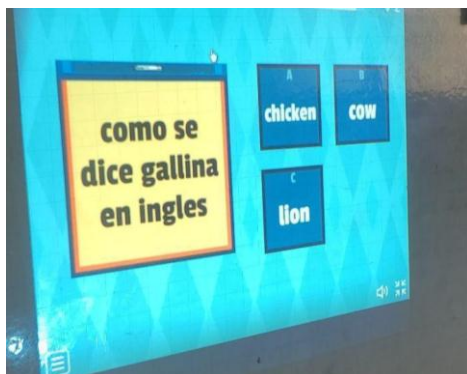 como se
dice gallina
en ingles
A
chicken
B
cow
C
lion